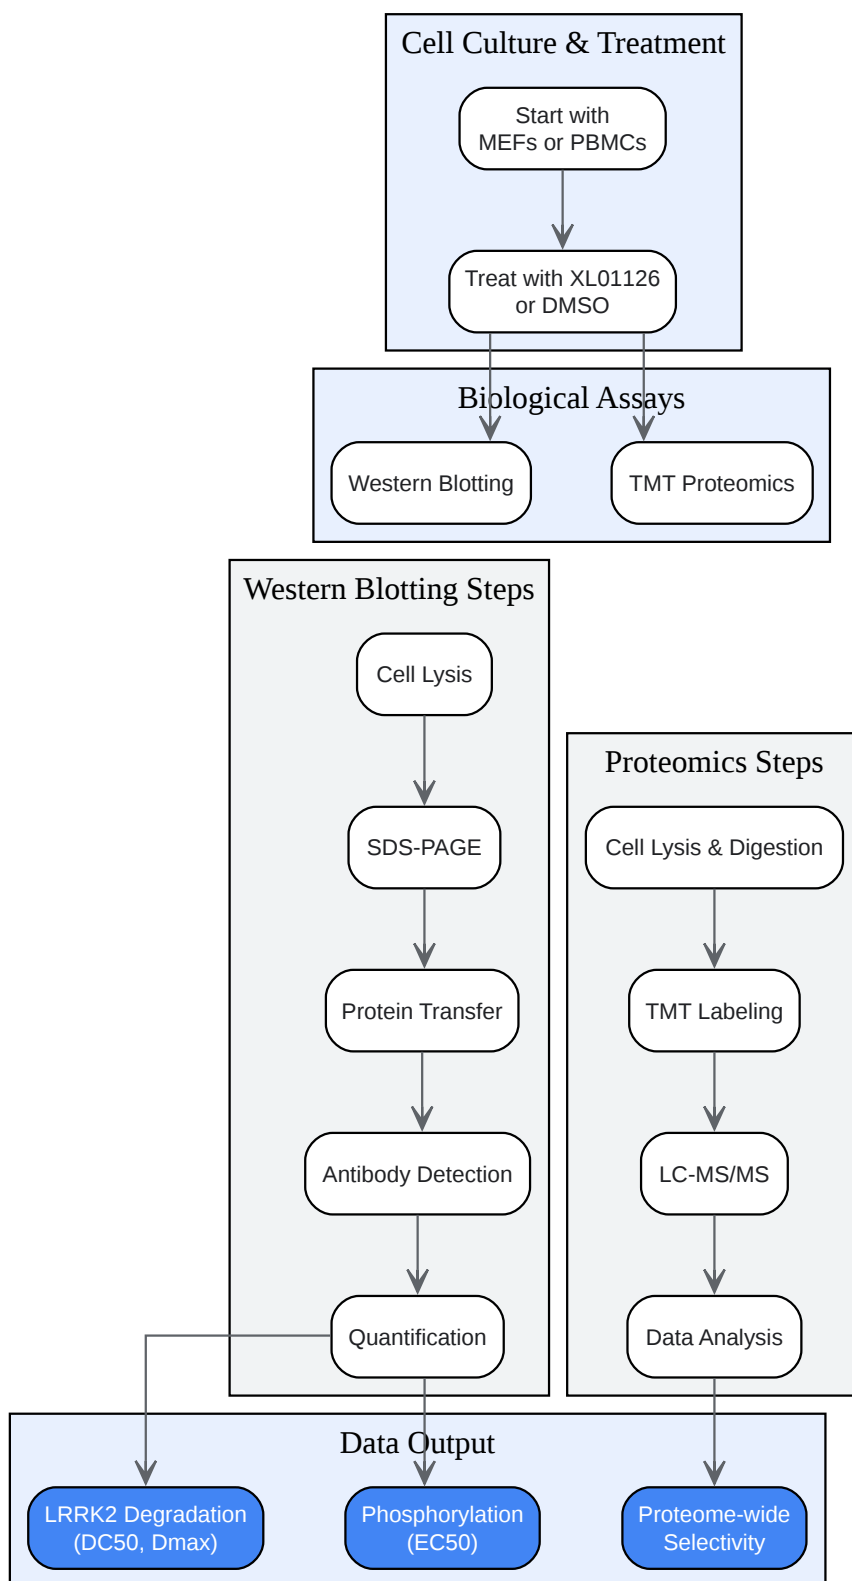 Cell Culture & Treatment
Start with
MEFs or PBMCs
Treat with XL01126
or DMSO
Biological Assays
Western Blotting
TMT Proteomics
Western Blotting Steps
Cell Lysis
SDS-PAGE
Protein Transfer
Antibody Detection
Quantification
Proteomics Steps
Cell Lysis & Digestion
TMT Labeling
LC-MS/MS
Data Analysis
Data Output
LRRK2 Degradation
(DC50, Dmax)
Phosphorylation
(EC50)
Proteome-wide
Selectivity